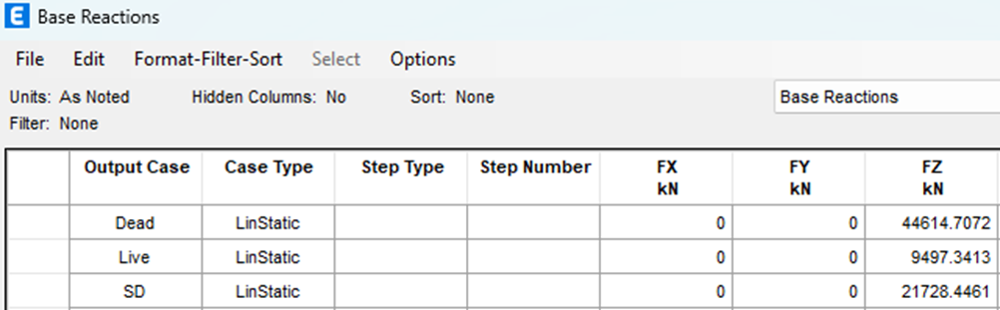 E Base Reactions
File Edit Format-Filter-Sort Select Options
Units: As Noted Hidden Columns: No Sort: None Base Reactions
Filter: None
Output Case Case Type Step Type Step Number FX kN FY kN FZ kN
Dead LinStatic 0 0 44614.7072
Live LinStatic 0 0 9497.3413
SD LinStatic 0 0 21728.4461